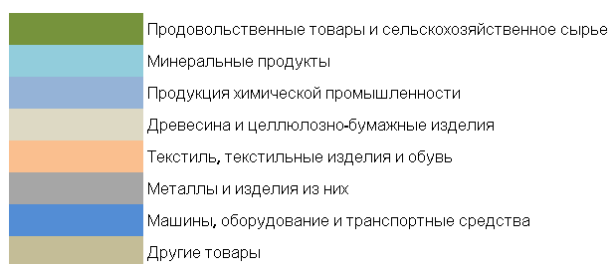 Продовольственные товары и сельскохозяйственное сырье
Минеральные продукты
Продукция химической промышленности
Древесина и целлюлозно-бумажные изделия
Текстиль, текстильные изделия и обувь
Металлы и изделия из них
Машины, оборудование и транспортные средства
Другие товары